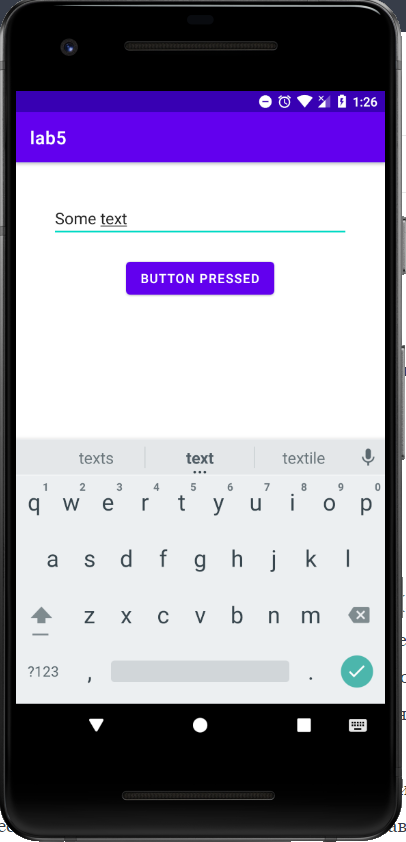 1:26
lab5
Some text
BUTTON PRESSED
texts text textile
1 2 3 4 5 6 7 8 9 0
q w e r t y u i o p
a s d f g h j k l
z x c v b n m
?123 , .